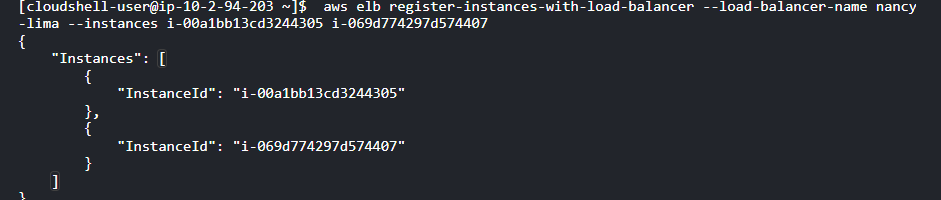 [cloudshell-user@ip-10-2-94-203 ~]$  aws elb register-instances-with-load-balancer --load-balancer-name nancy
-lima --instances i-00a1bb13cd3244305 i-069d774297d574407
{
    "Instances": [
        {
            "InstanceId": "i-00a1bb13cd3244305"
        },
        {
            "InstanceId": "i-069d774297d574407"
        }
    ]
}